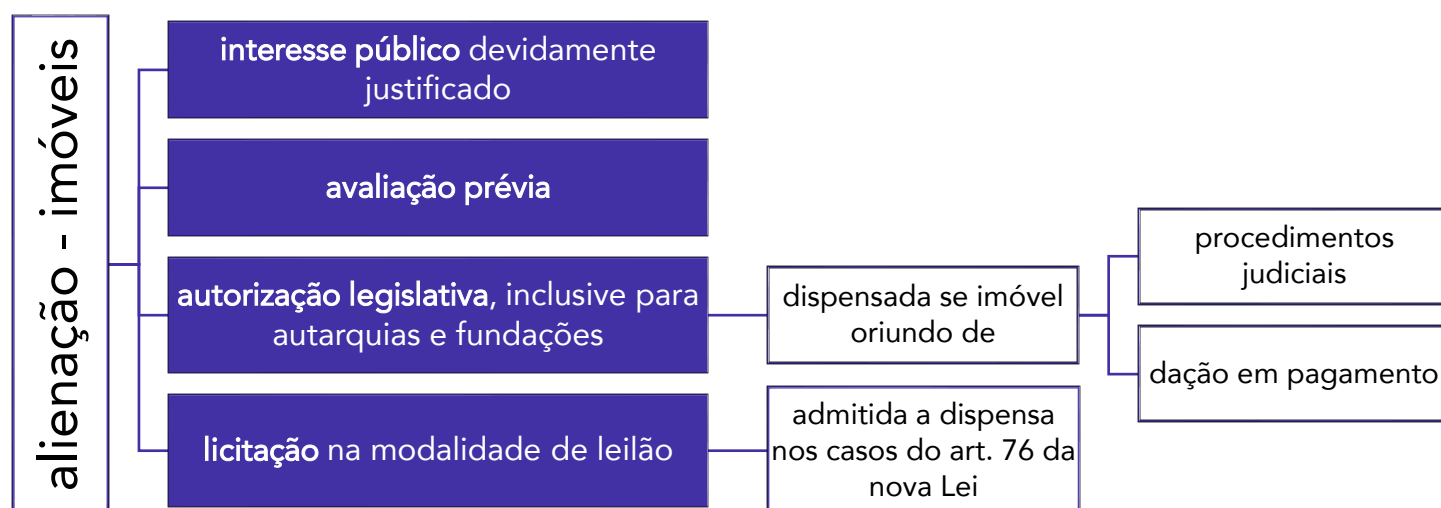 alienação - imóveis
interesse público devidamente
justificado
avaliação prévia
autorização legislativa, inclusive para
autarquias e fundações
dispensada se imóvel
oriundo de
procedimentos
judiciais
dação em pagamento
licitação na modalidade de leilão
admitida a dispensa
nos casos do art. 76 da
nova Lei